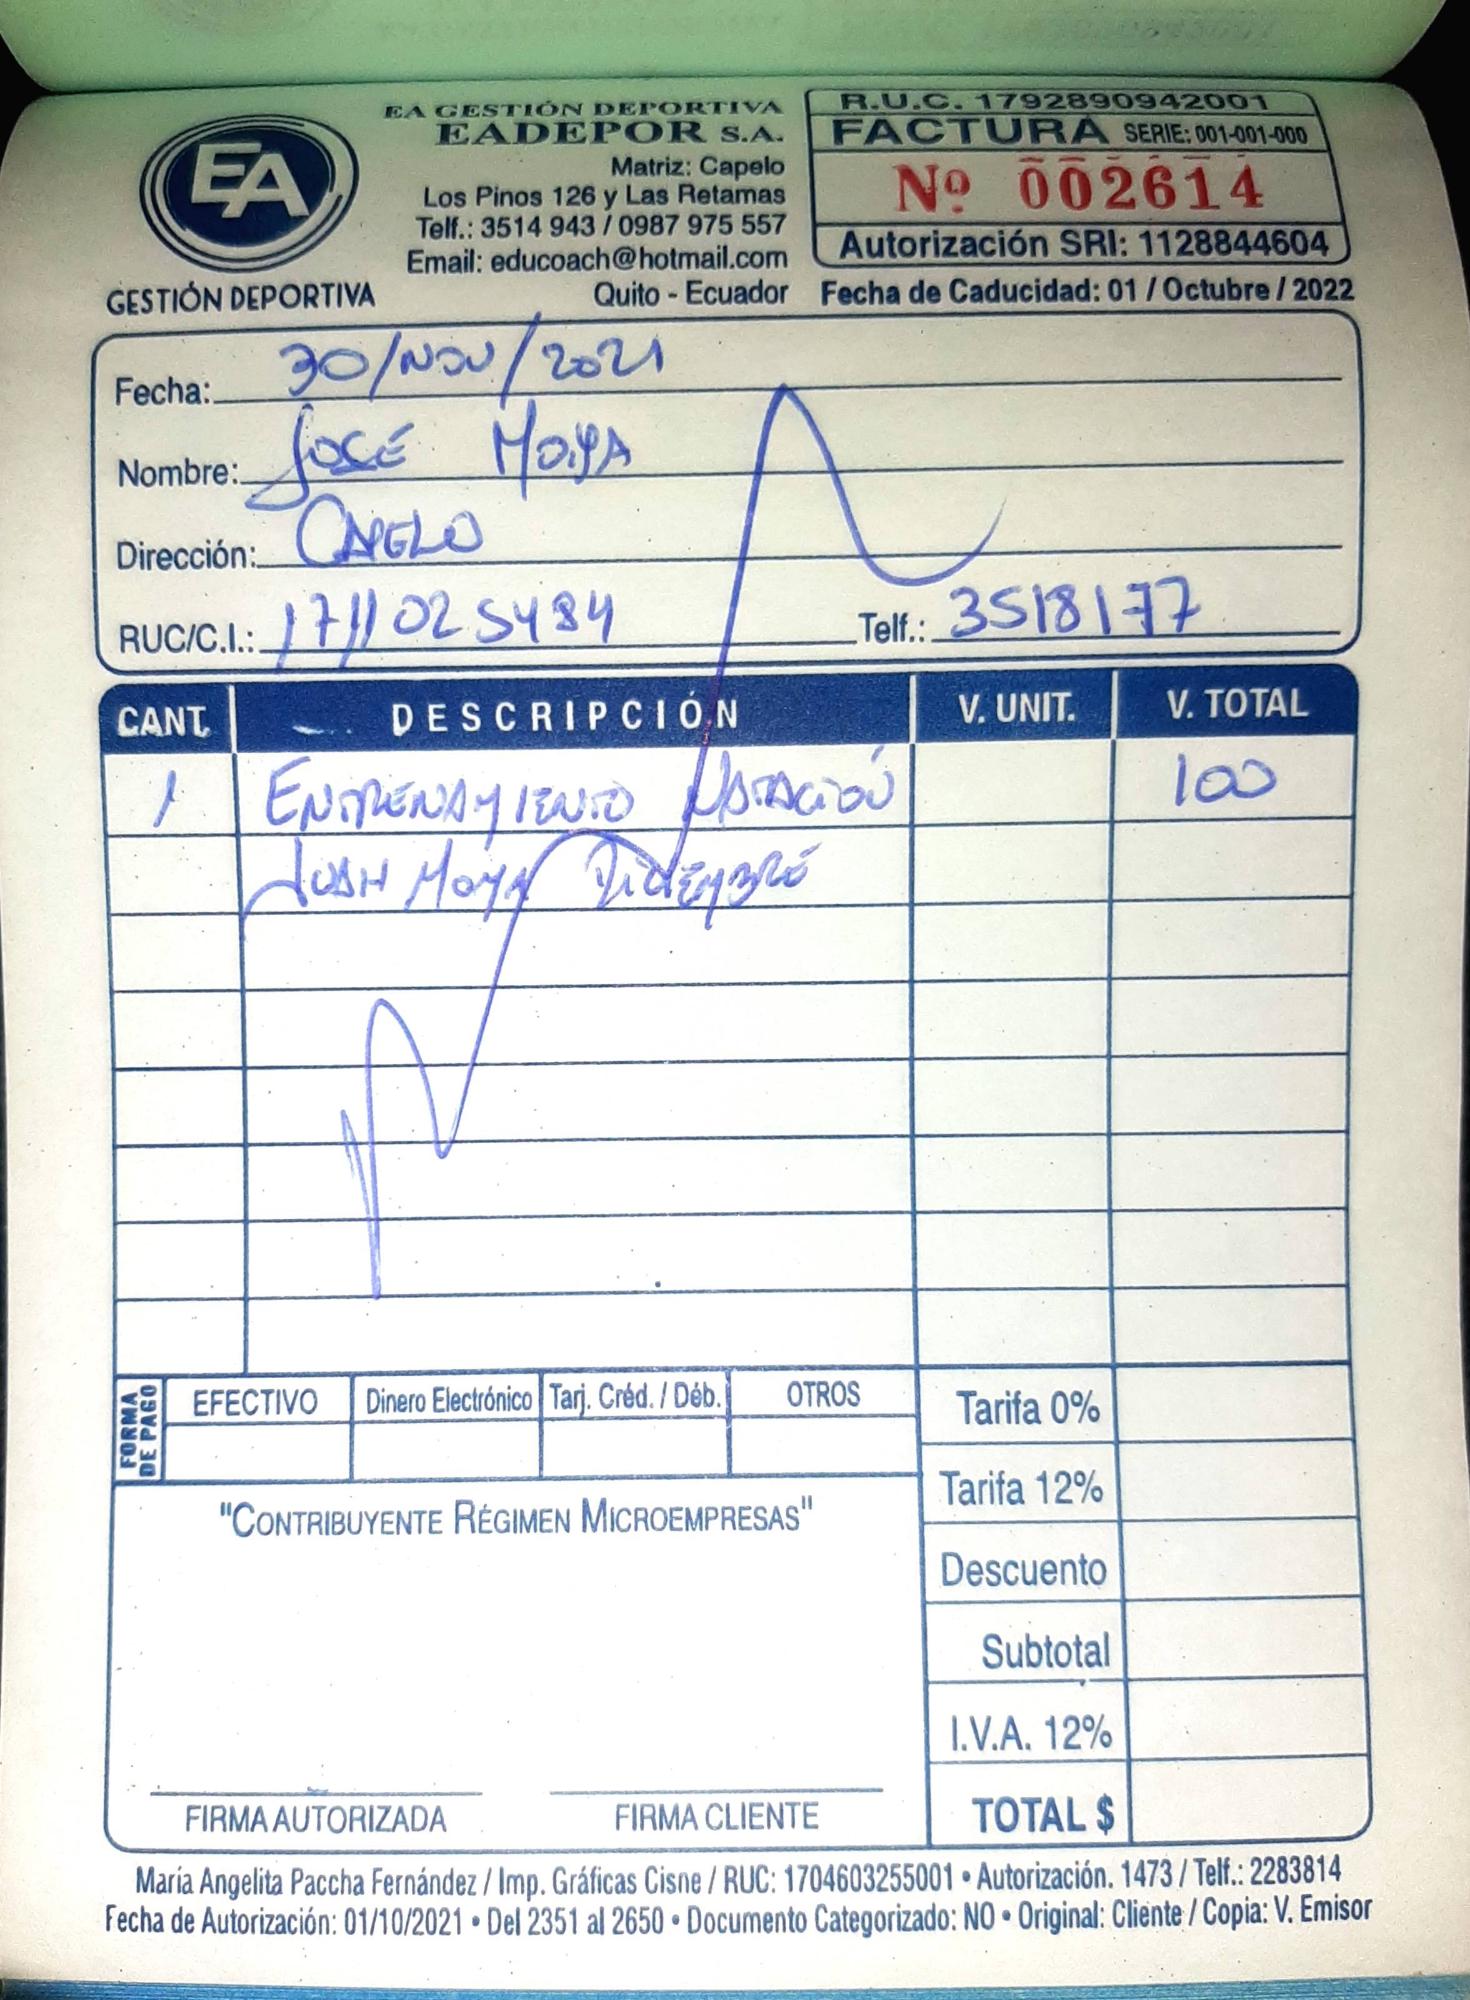 EA
GESTIÓN DEPORTIVA
EA GESTIÓN DEPORTIVA
EADEPOR S.A.
Matriz: Capelo
Los Pinos 126 y Las Retamas
Telf.: 3514 943 / 0987 975 557
Email: educoach@hotmail.com
Quito - Ecuador
R.U.C. 1792890942001
FACTURA SERIE: 001-001-000
Nº 002614
Autorización SRI: 1128844604
Fecha de Caducidad: 01 / Octubre / 2022
Fecha: 30/NOV/2021
Nombre: JOSÉ MOYA
Dirección: CAPELO
RUC/C.I.: 1711025484 Telf.: 3518177
CANT. DESCRIPCIÓN V. UNIT. V. TOTAL
1 ENTRENAMIENTO NATACIÓN 100
JUAN MOYA DICIEMBRE
FORMA DE PAGO
EFECTIVO Dinero Electrónico Tarj. Créd. / Déb. OTROS
Tarifa 0%
Tarifa 12%
"CONTRIBUYENTE RÉGIMEN MICROEMPRESAS"
Descuento
Subtotal
I.V.A. 12%
TOTAL $
FIRMA AUTORIZADA FIRMA CLIENTE
María Angelita Paccha Fernández / Imp. Gráficas Cisne / RUC: 1704603255001 • Autorización. 1473 / Telf.: 2283814
Fecha de Autorización: 01/10/2021 • Del 2351 al 2650 • Documento Categorizado: NO • Original: Cliente / Copia: V. Emisor